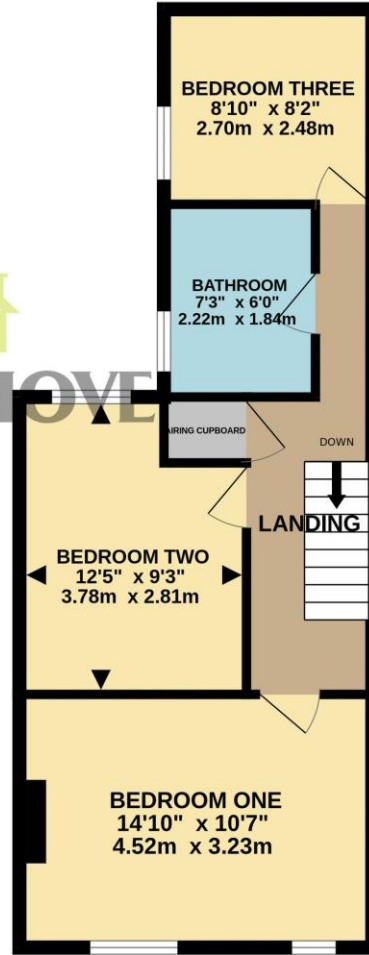 BEDROOM THREE
8'10" x 8'2"
2.70m x 2.48m
BATHROOM
7'3" x 6'0"
2.22m x 1.84m
AIRING CUPBOARD
DOWN
LANDING
BEDROOM TWO
12'5" x 9'3"
3.78m x 2.81m
BEDROOM ONE
14'10" x 10'7"
4.52m x 3.23m